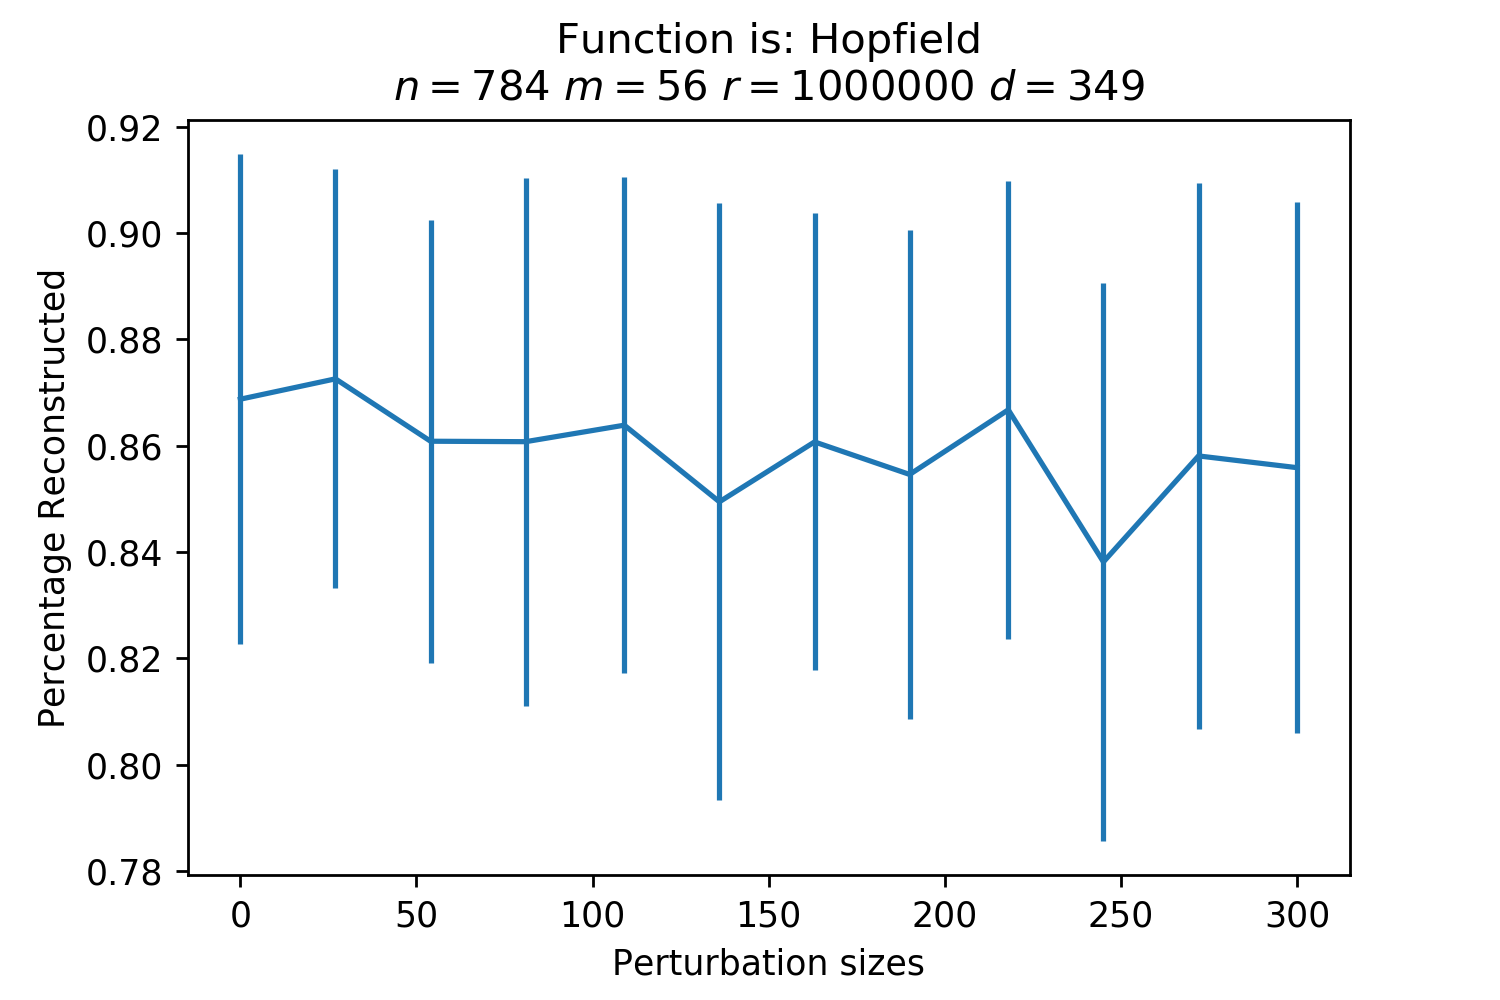 Function is: Hopfield
n = 784 m = 56 r = 1000000 d = 349
0.92
0.90
0.88
0.86
0.84
0.82
0.80
0.78
Percentage Reconstructed
0 50 100 150 200 250 300
Perturbation sizes